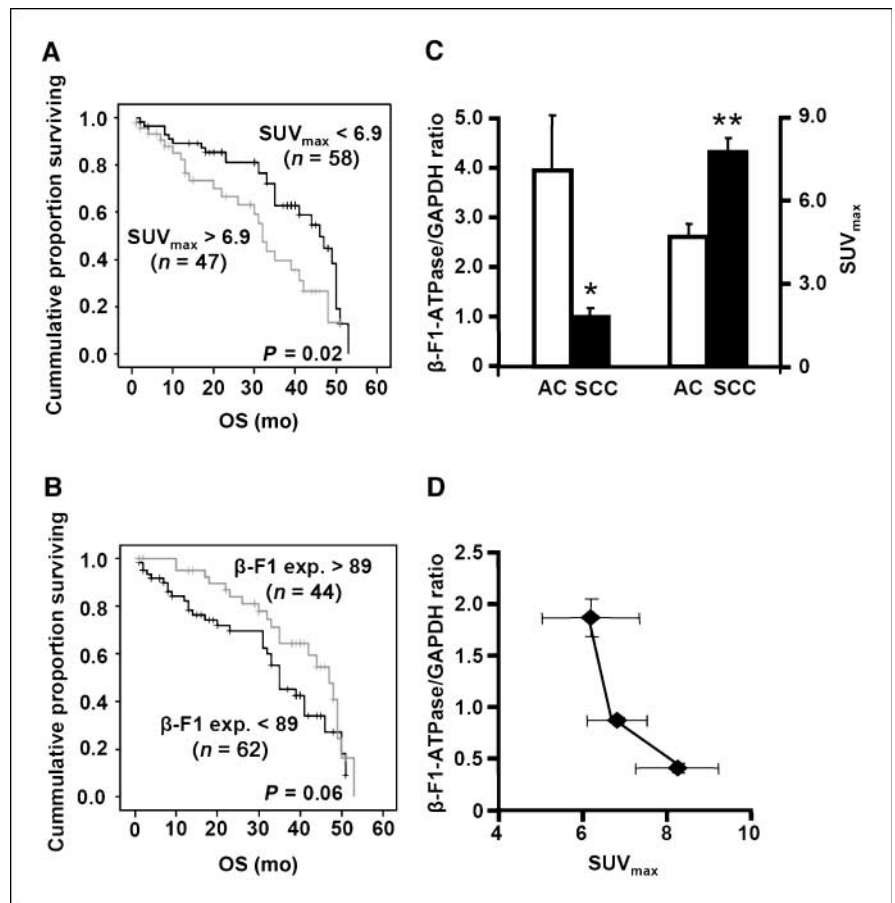 A
Cummulative proportion surviving
1.0
0.8
0.6
0.4
0.2
0.0
SUVmax < 6.9
(n = 58)
SUVmax > 6.9
(n = 47)
P = 0.02
0 10 20 30 40 50 60
OS (mo)
B
Cummulative proportion surviving
1.0
0.8
0.6
0.4
0.2
0.0
β-F1 exp. > 89
(n = 44)
β-F1 exp. < 89
(n = 62)
P = 0.06
0 10 20 30 40 50 60
OS (mo)
C
β-F1-ATPase/GAPDH ratio
5.0
4.0
3.0
2.0
1.0
0
*
**
9.0
6.0
3.0
0
SUVmax
AC SCC AC SCC
D
β-F1-ATPase/GAPDH ratio
2.5
2.0
1.5
1.0
0.5
0
4 6 8 10
SUVmax